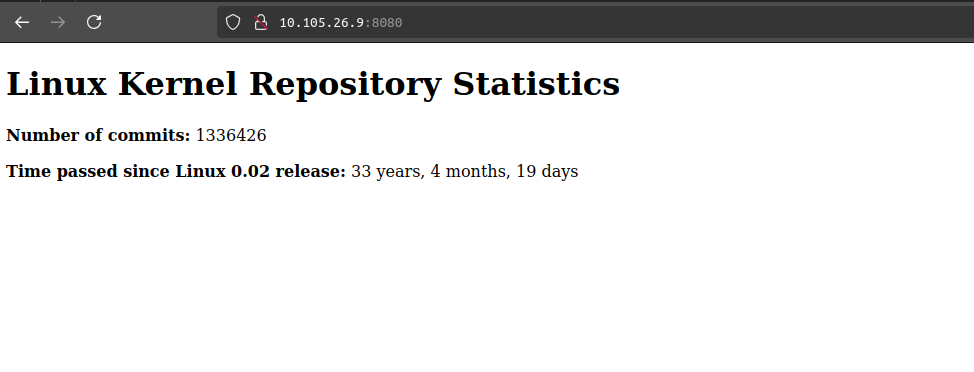 10.105.26.9:8080
Linux Kernel Repository Statistics
Number of commits: 1336426
Time passed since Linux 0.02 release: 33 years, 4 months, 19 days